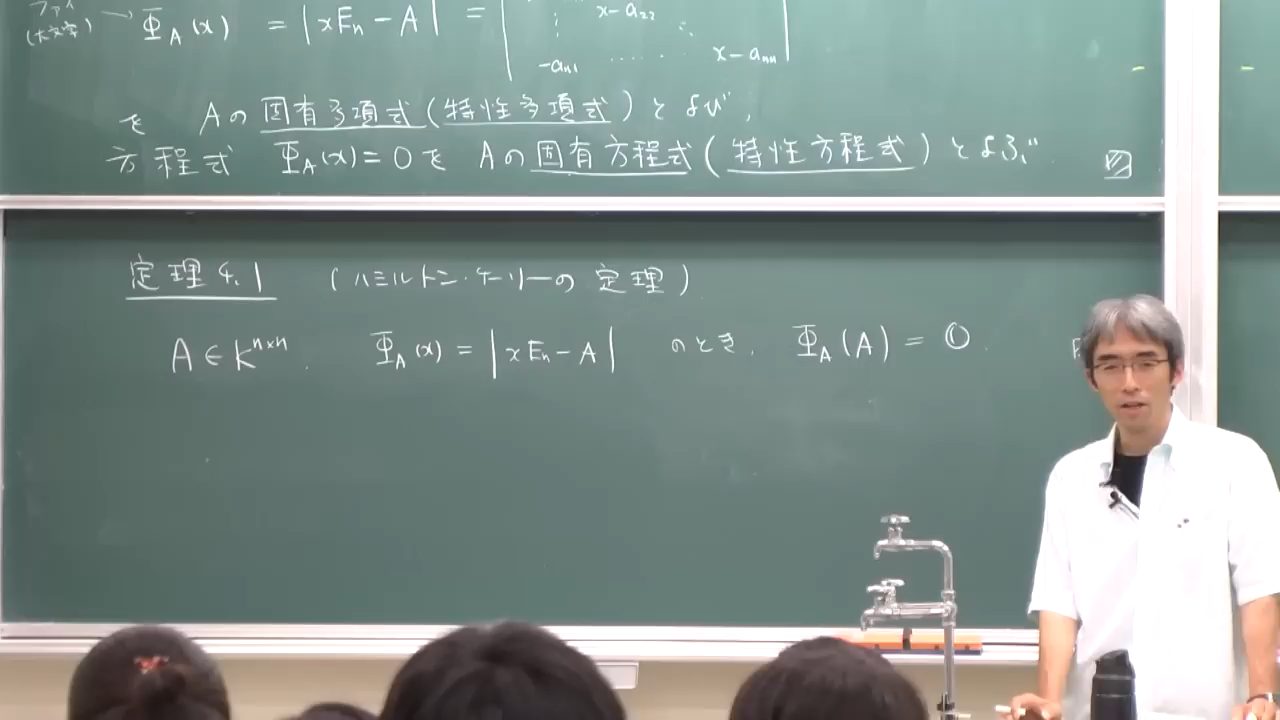 ファイ
(大文字) → Φ_A(x) = |xE_n - A| = | ⋮ x-a_22 ⋱
-a_n1 ...... x-a_nn |
を Aの固有多項式(特性多項式)とよび,
方程式 Φ_A(x)=0を Aの固有方程式(特性方程式)とよぶ.
定理4.1 (ハミルトン・ケーリーの定理)
A∈K^{n×n}. Φ_A(x) = |xE_n - A| のとき, Φ_A(A) = O.